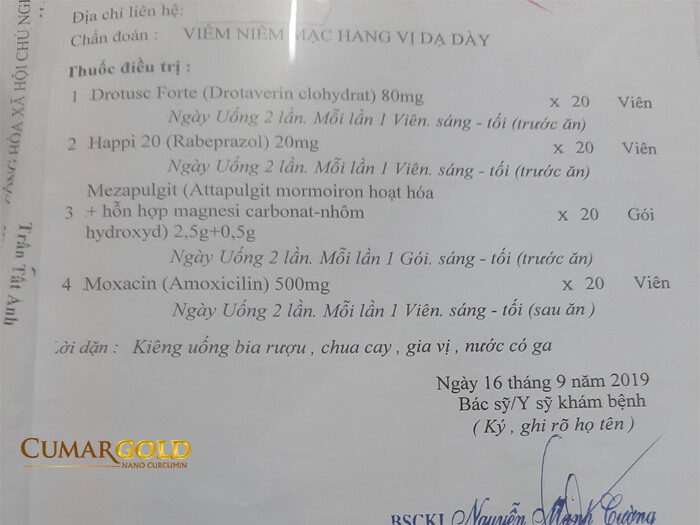 Địa chỉ liên hệ:
Chẩn đoán: VIÊM NIÊM MẠC HANG VỊ DẠ DÀY
Thuốc điều trị :
1 Drotusc Forte (Drotaverin clohydrat) 80mg x 20 Viên
Ngày Uống 2 lần. Mỗi lần 1 Viên. sáng - tối (trước ăn)
2 Happi 20 (Rabeprazol) 20mg x 20 Viên
Ngày Uống 2 lần. Mỗi lần 1 Viên. sáng - tối (trước ăn)
Mezapulgit (Attapulgit mormoiron hoạt hóa
3 + hỗn hợp magnesi carbonat-nhôm x 20 Gói
hydroxyd) 2,5g+0,5g
Ngày Uống 2 lần. Mỗi lần 1 Gói. sáng - tối (trước ăn)
4 Moxacin (Amoxicilin) 500mg x 20 Viên
Ngày Uống 2 lần. Mỗi lần 1 Viên. sáng - tối (sau ăn )
Lời dặn : Kiêng uống bia rượu , chua cay , gia vị , nước có ga
Ngày 16 tháng 9 năm 2019
Bác sỹ/Y sỹ khám bệnh
( Ký , ghi rõ họ tên )
BSCKI Nguyễn Mạnh Cường
CUMARGOLD
NANO CURCUMIN
XÃ HỘI CHỦ NGH
Trần Tất Anh